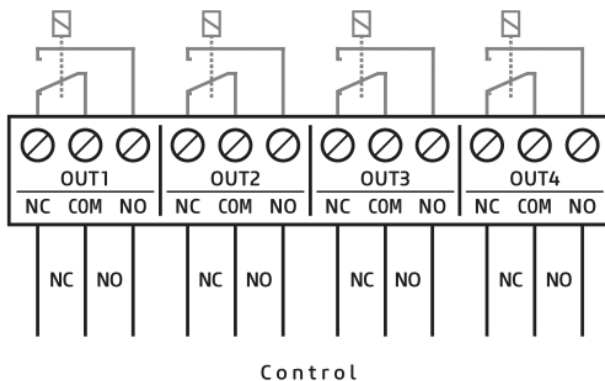 OUT1 OUT2 OUT3 OUT4
NC COM NO NC COM NO NC COM NO NC COM NO
NC NO NC NO NC NO NC NO
Control